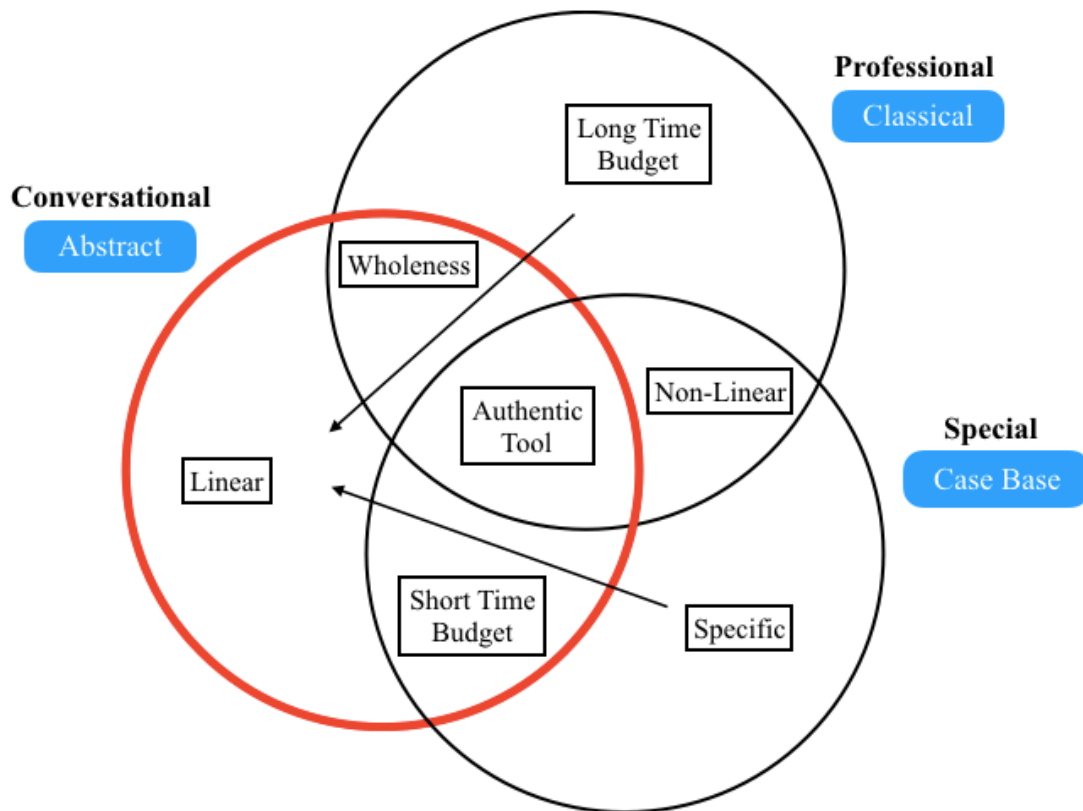 Professional
Classical
Long Time
Budget
Conversational
Abstract
Wholeness
Non-Linear
Authentic
Tool
Special
Case Base
Linear
Short Time
Budget
Specific